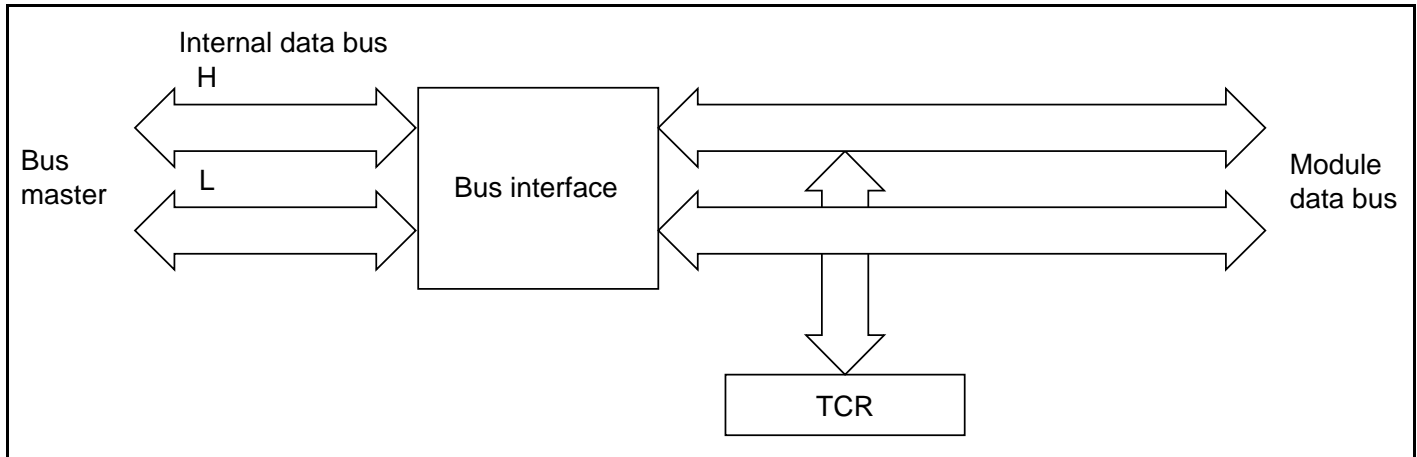 Internal data bus
H
L
Bus
master
Bus interface
Module
data bus
TCR